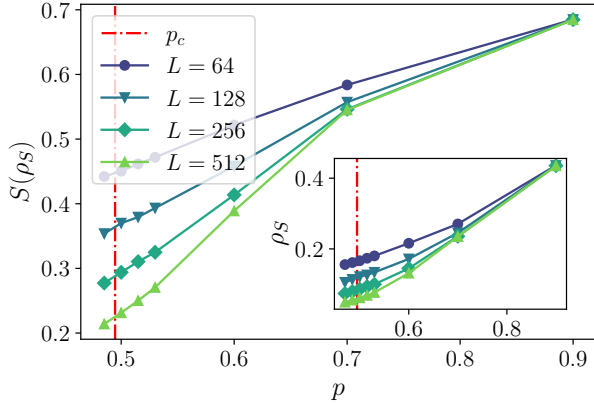 0.7
0.6
0.5
0.4
0.3
0.2
S(ρ_S)
p_c
L = 64
L = 128
L = 256
L = 512
0.4
0.2
ρ_S
0.6 0.8
0.5 0.6 0.7 0.8 0.9
p